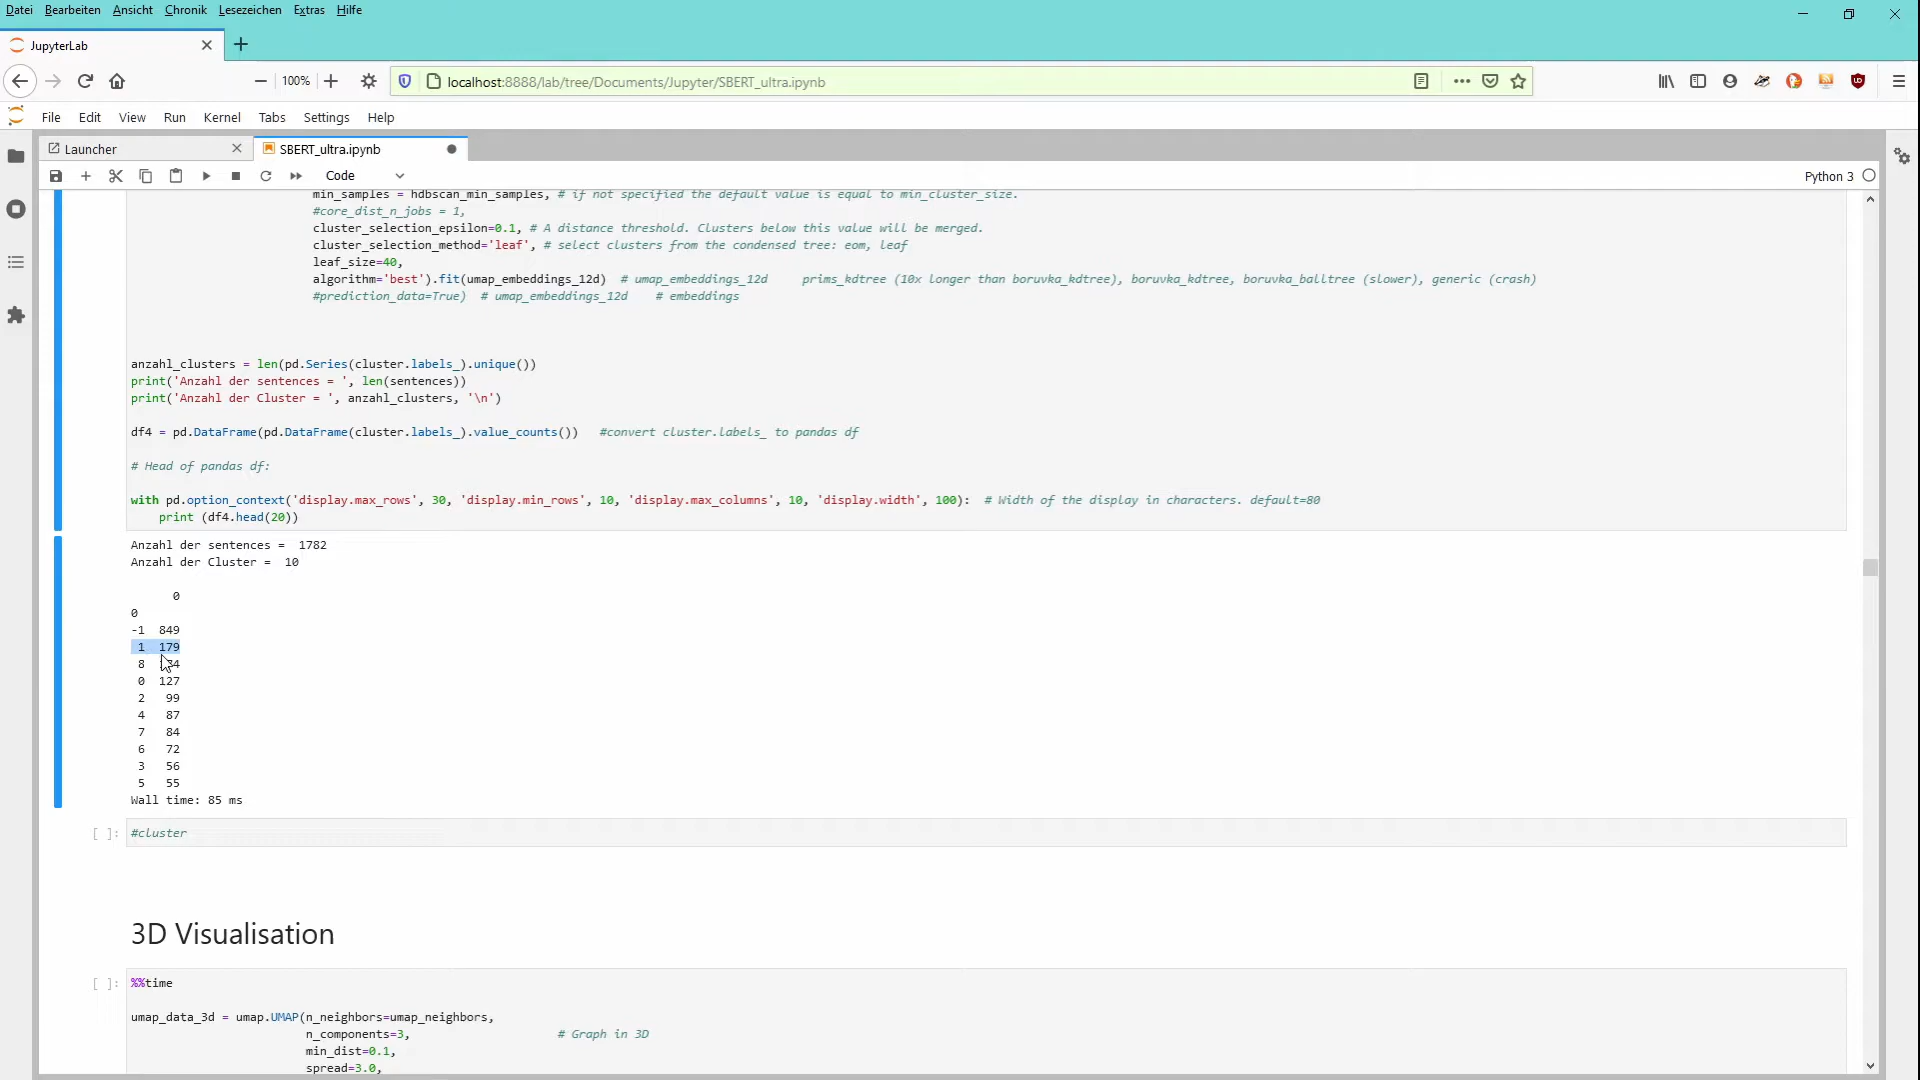 Datei Bearbeiten Ansicht Chronik Lesezeichen Extras Hilfe
JupyterLab
100% localhost:8888/lab/tree/Documents/Jupyter/SBERT_ultra.ipynb
File Edit View Run Kernel Tabs Settings Help
Launcher SBERT_ultra.ipynb
Code Python 3
min_samples = hdbscan_min_samples, # if not specified the default value is equal to min_cluster_size.
#core_dist_n_jobs = 1,
cluster_selection_epsilon=0.1, # A distance threshold. Clusters below this value will be merged.
cluster_selection_method='leaf', # select clusters from the condensed tree: eom, leaf
leaf_size=40,
algorithm='best').fit(umap_embeddings_12d) # umap_embeddings_12d prims_kdtree (10x longer than boruvka_kdtree), boruvka_kdtree, boruvka_balltree (slower), generic (crash)
#prediction_data=True) # umap_embeddings_12d # embeddings
anzahl_clusters = len(pd.Series(cluster.labels_).unique())
print('Anzahl der sentences = ', len(sentences))
print('Anzahl der Cluster = ', anzahl_clusters, '\n')
df4 = pd.DataFrame(pd.DataFrame(cluster.labels_).value_counts()) #convert cluster.labels_ to pandas df
# Head of pandas df:
with pd.option_context('display.max_rows', 30, 'display.min_rows', 10, 'display.max_columns', 10, 'display.width', 100): # Width of the display in characters. default=80
print (df4.head(20))
Anzahl der sentences = 1782
Anzahl der Cluster = 10
0
0
-1 849
1 179
8
0 127
2 99
4 87
7 84
6 72
3 56
5 55
Wall time: 85 ms
[ ]: #cluster
3D Visualisation
[ ]: %%time
umap_data_3d = umap.UMAP(n_neighbors=umap_neighbors,
n_components=3, # Graph in 3D
min_dist=0.1,
spread=3.0,